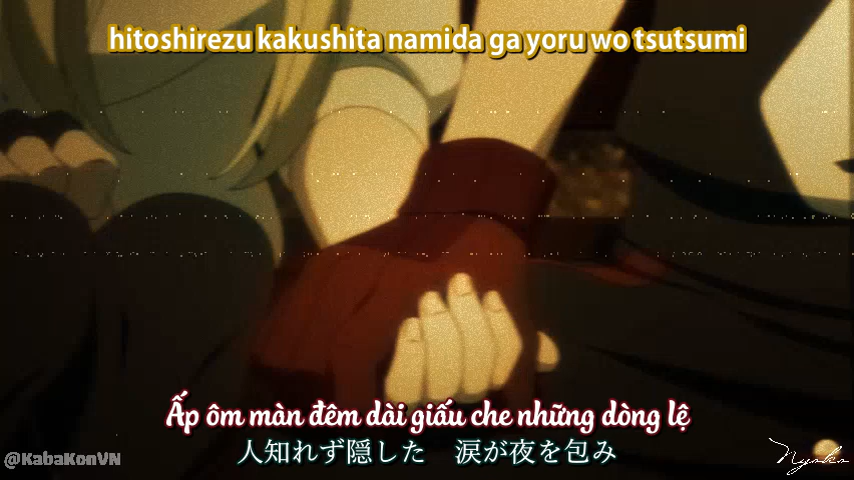 hitoshirezu kakushita namida ga yoru wo tsutsumi
Ấp ôm màn đêm dài giấu che những dòng lệ
人知れず隠した 涙が夜を包み
@KabaKonVN